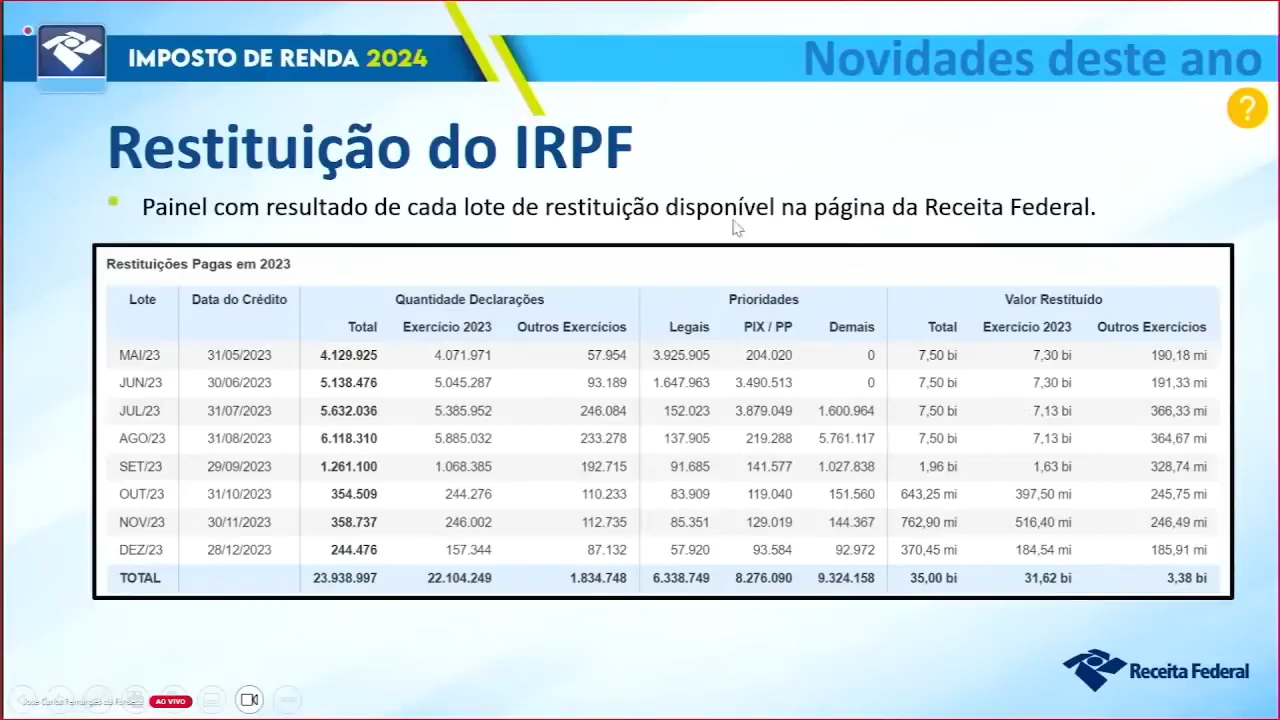 IMPOSTO DE RENDA 2024
Novidades deste ano
?
Restituição do IRPF
Painel com resultado de cada lote de restituição disponível na página da Receita Federal.
Restituições Pagas em 2023
Lote Data do Crédito Quantidade Declarações Prioridades Valor Restituído
Total Exercício 2023 Outros Exercícios Legais PIX / PP Demais Total Exercício 2023 Outros Exercícios
MAI/23 31/05/2023 4.129.925 4.071.971 57.954 3.925.905 204.020 0 7,50 bi 7,30 bi 190,18 mi
JUN/23 30/06/2023 5.138.476 5.045.287 93.189 1.647.963 3.490.513 0 7,50 bi 7,30 bi 191,33 mi
JUL/23 31/07/2023 5.632.036 5.385.952 246.084 152.023 3.879.049 1.600.964 7,50 bi 7,13 bi 366,33 mi
AGO/23 31/08/2023 6.118.310 5.885.032 233.278 137.905 219.288 5.761.117 7,50 bi 7,13 bi 364,67 mi
SET/23 29/09/2023 1.261.100 1.068.385 192.715 91.685 141.577 1.027.838 1,96 bi 1,63 bi 328,74 mi
OUT/23 31/10/2023 354.509 244.276 110.233 83.909 119.040 151.560 643,25 mi 397,50 mi 245,75 mi
NOV/23 30/11/2023 358.737 246.002 112.735 85.351 129.019 144.367 762,90 mi 516,40 mi 246,49 mi
DEZ/23 28/12/2023 244.476 157.344 87.132 57.920 93.584 92.972 370,45 mi 184,54 mi 185,91 mi
TOTAL 23.938.997 22.104.249 1.834.748 6.338.749 8.276.090 9.324.158 35,00 bi 31,62 bi 3,38 bi
Receita Federal
José Carlos Fernandes da Fonseca AO VIVO